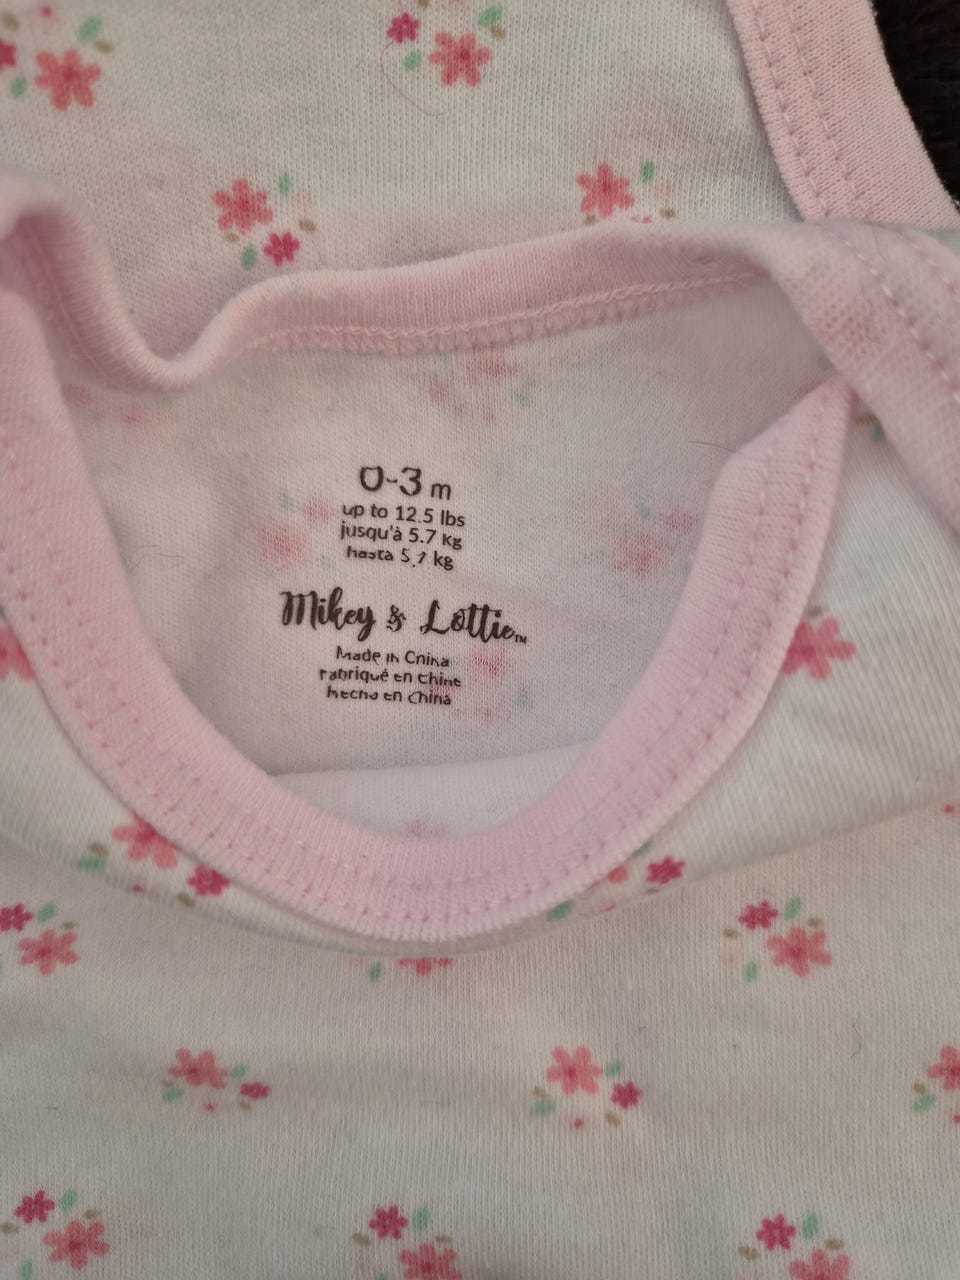 0-3 m
up to 12.5 lbs
jusqu'à 5.7 kg
hasta 5.7 kg
Mikey & Lottie™
Made in China
Fabriqué en Chine
Hecho en China